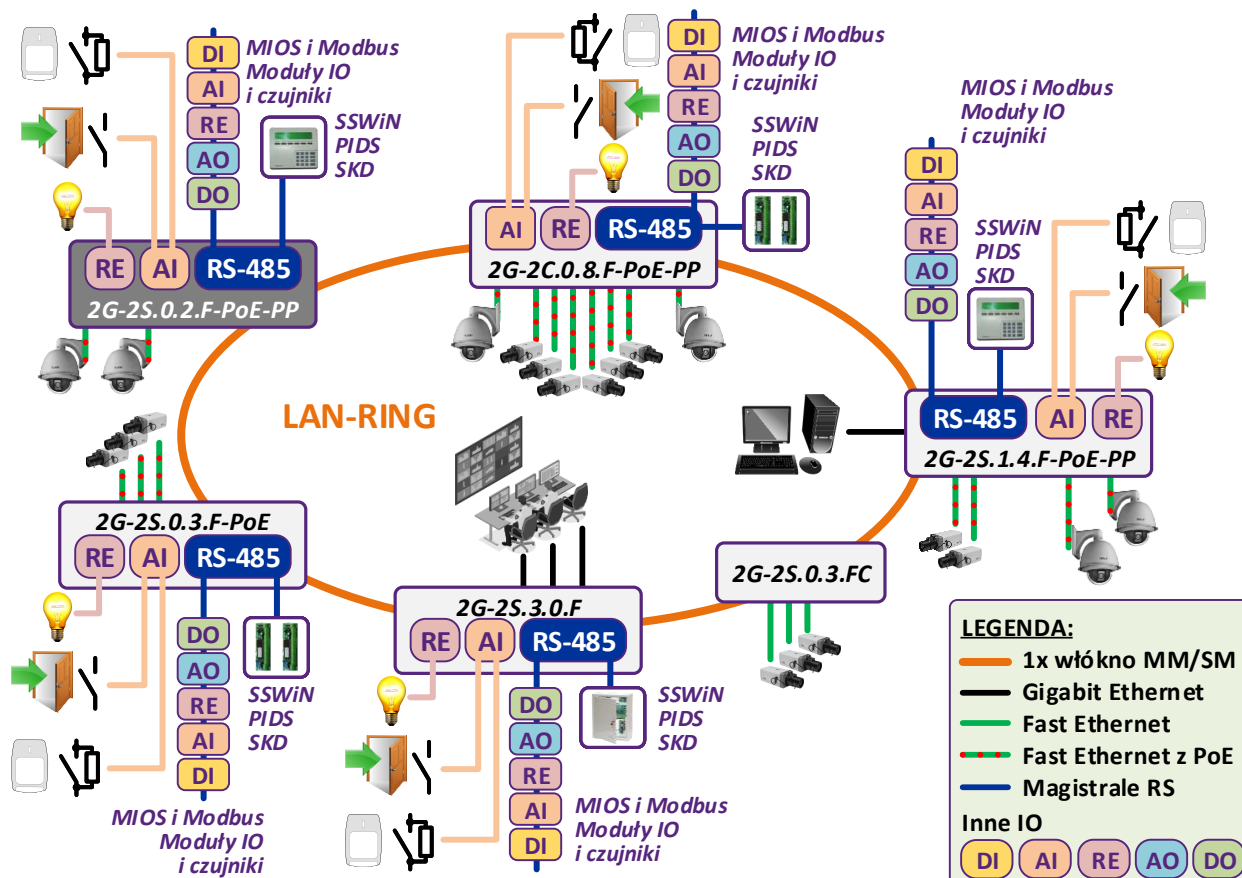 DI
AI
RE
AO
DO
MIOS i Modbus
Moduły IO
i czujniki
SSWiN
PIDS
SKD
RE
AI
RS-485
2G-2S.0.2.F-PoE-PP
DI
AI
RE
AO
DO
MIOS i Modbus
Moduły IO
i czujniki
SSWiN
PIDS
SKD
AI
RE
RS-485
2G-2C.0.8.F-PoE-PP
MIOS i Modbus
Moduły IO
i czujniki
DI
AI
RE
AO
DO
SSWiN
PIDS
SKD
RS-485
AI
RE
2G-2S.1.4.F-PoE-PP
LAN-RING
2G-2S.0.3.F-PoE
RE
AI
RS-485
DO
AO
RE
AI
DI
SSWiN
PIDS
SKD
MIOS i Modbus
Moduły IO
i czujniki
2G-2S.3.0.F
RE
AI
RS-485
DO
AO
RE
AI
DI
SSWiN
PIDS
SKD
MIOS i Modbus
Moduły IO
i czujniki
2G-2S.0.3.FC
LEGENDA:
1x włókno MM/SM
Gigabit Ethernet
Fast Ethernet
Fast Ethernet z PoE
Magistrale RS
Inne IO
DI AI RE AO DO